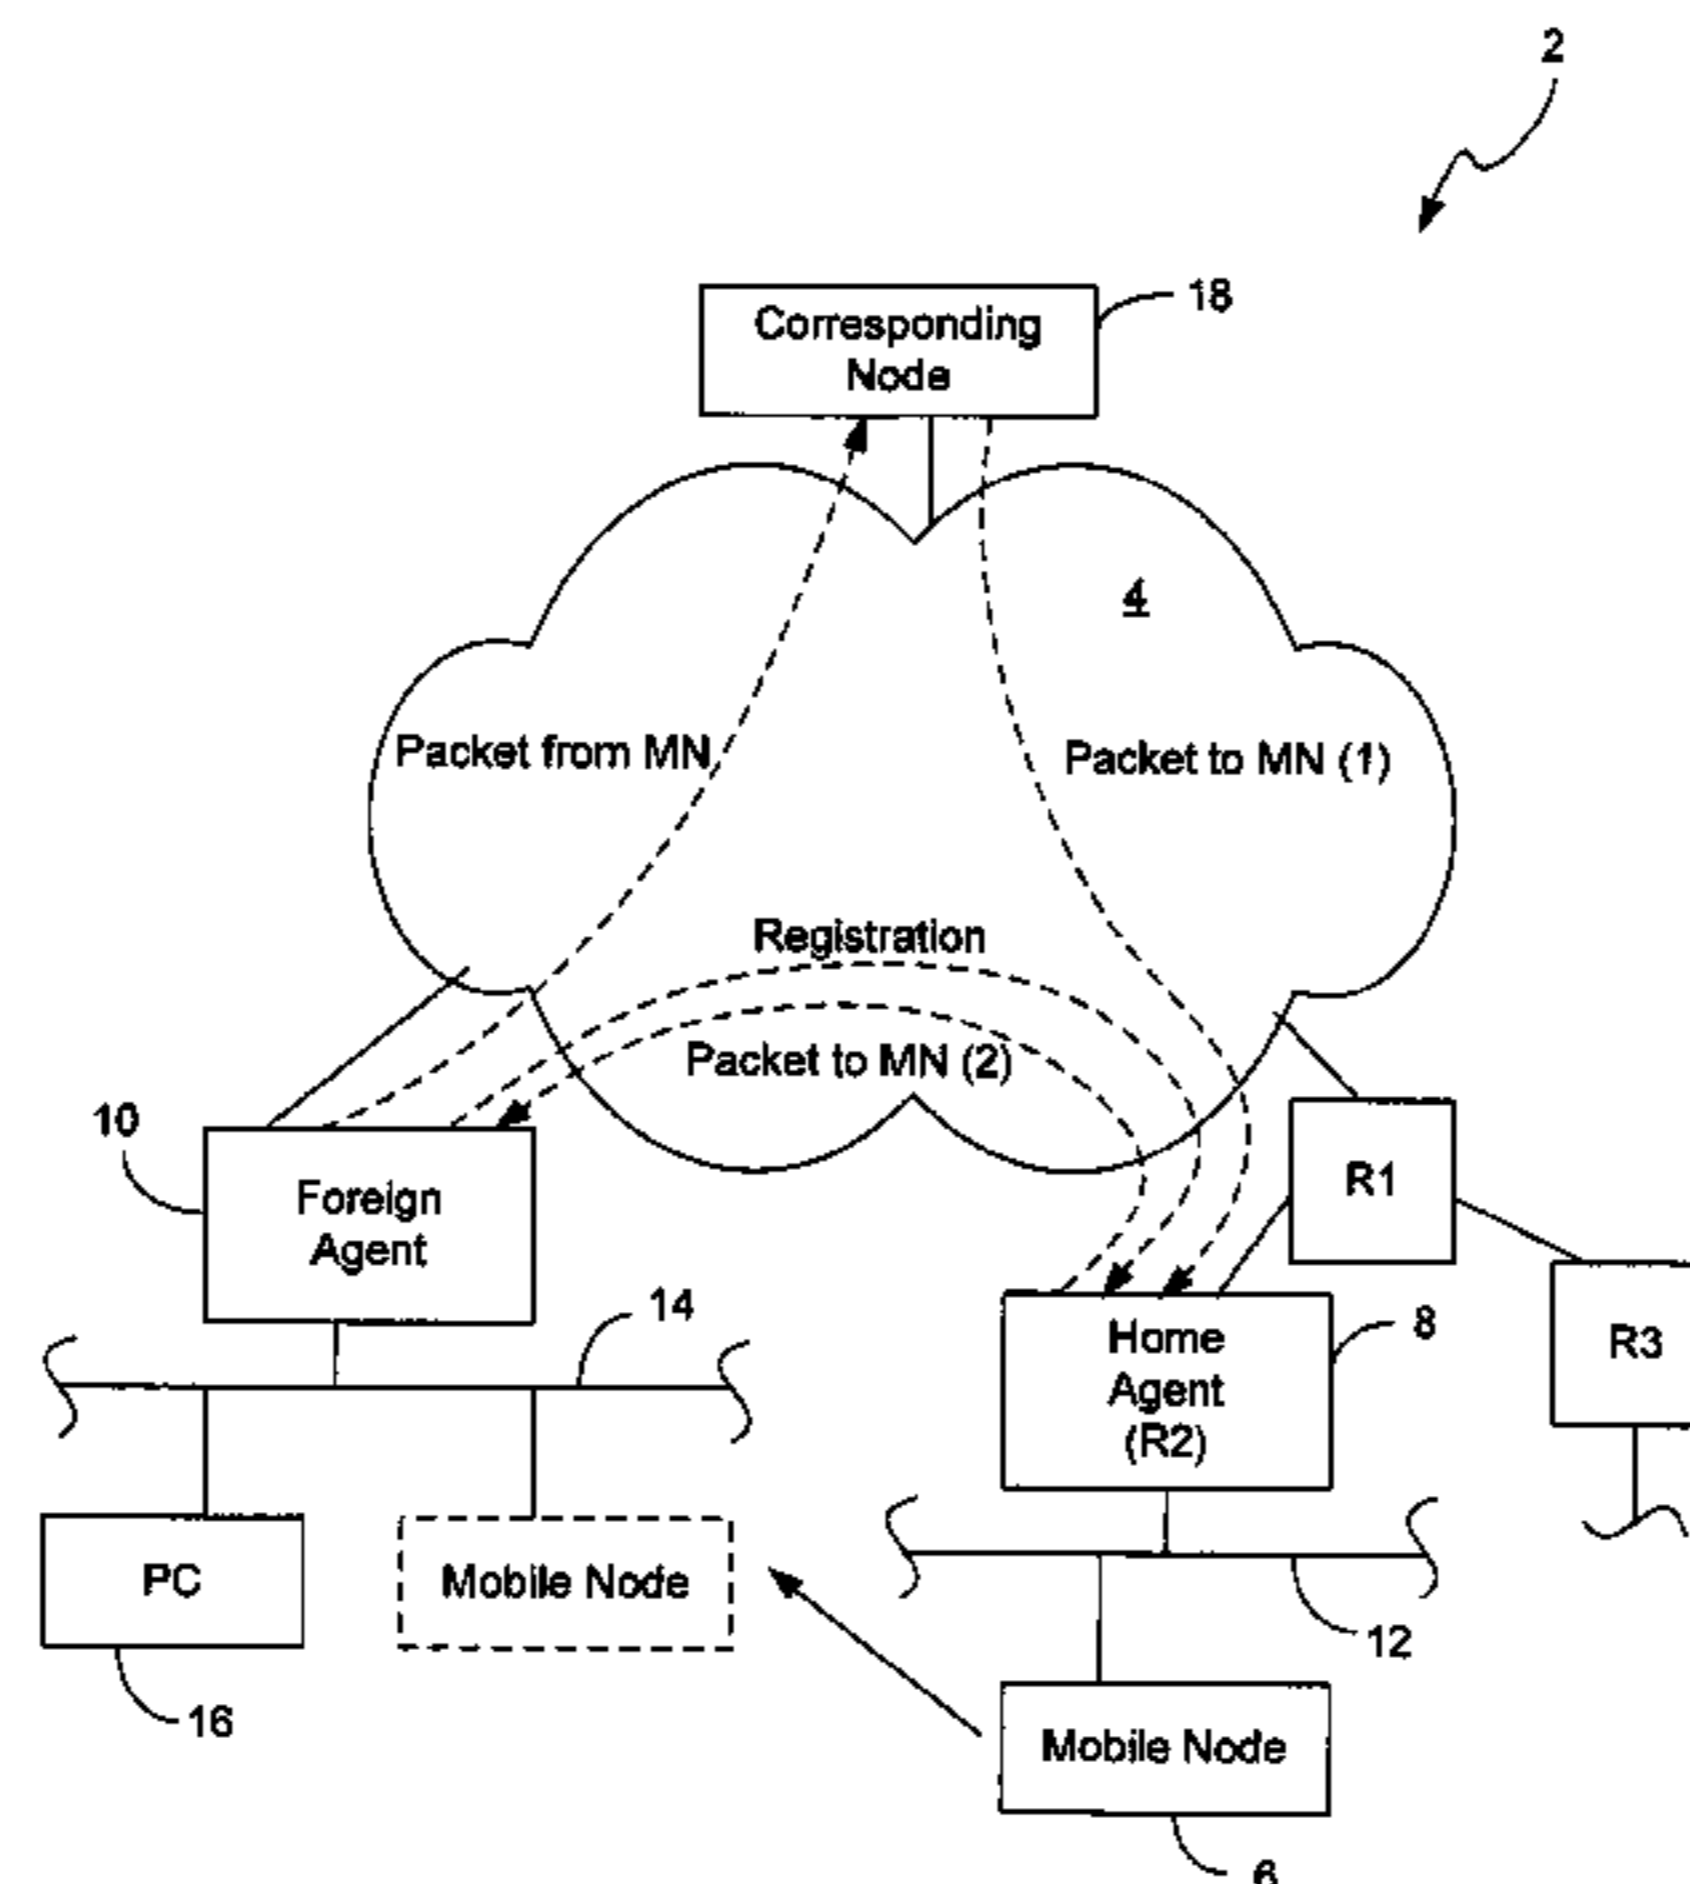 2
18
Corresponding
Node
4
Packet from MN
Packet to MN (1)
Registration
Packet to MN (2)
10
Foreign
Agent
R1
14
8
Home
Agent
(R2)
R3
PC
Mobile Node
12
16
Mobile Node
6